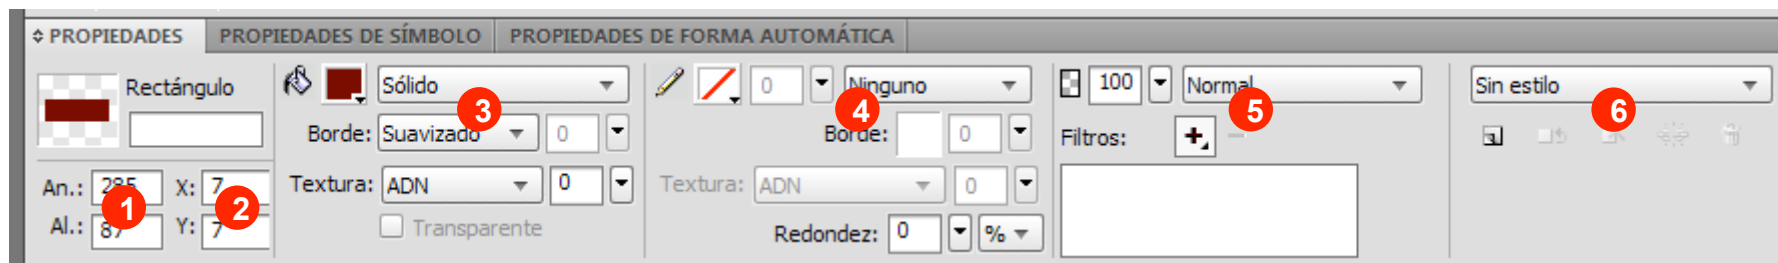 PROPIEDADES PROPIEDADES DE SÍMBOLO PROPIEDADES DE FORMA AUTOMÁTICA
Rectángulo Sólido 0 Ninguno 100 Normal Sin estilo
3 4 5 6
Borde: Suavizado 0 Borde: 0 Filtros:
An.: 285 X: 7 Textura: ADN 0 Textura: ADN 0
1 2
Al.: 87 Y: 7 Transparente Redondez: 0 %